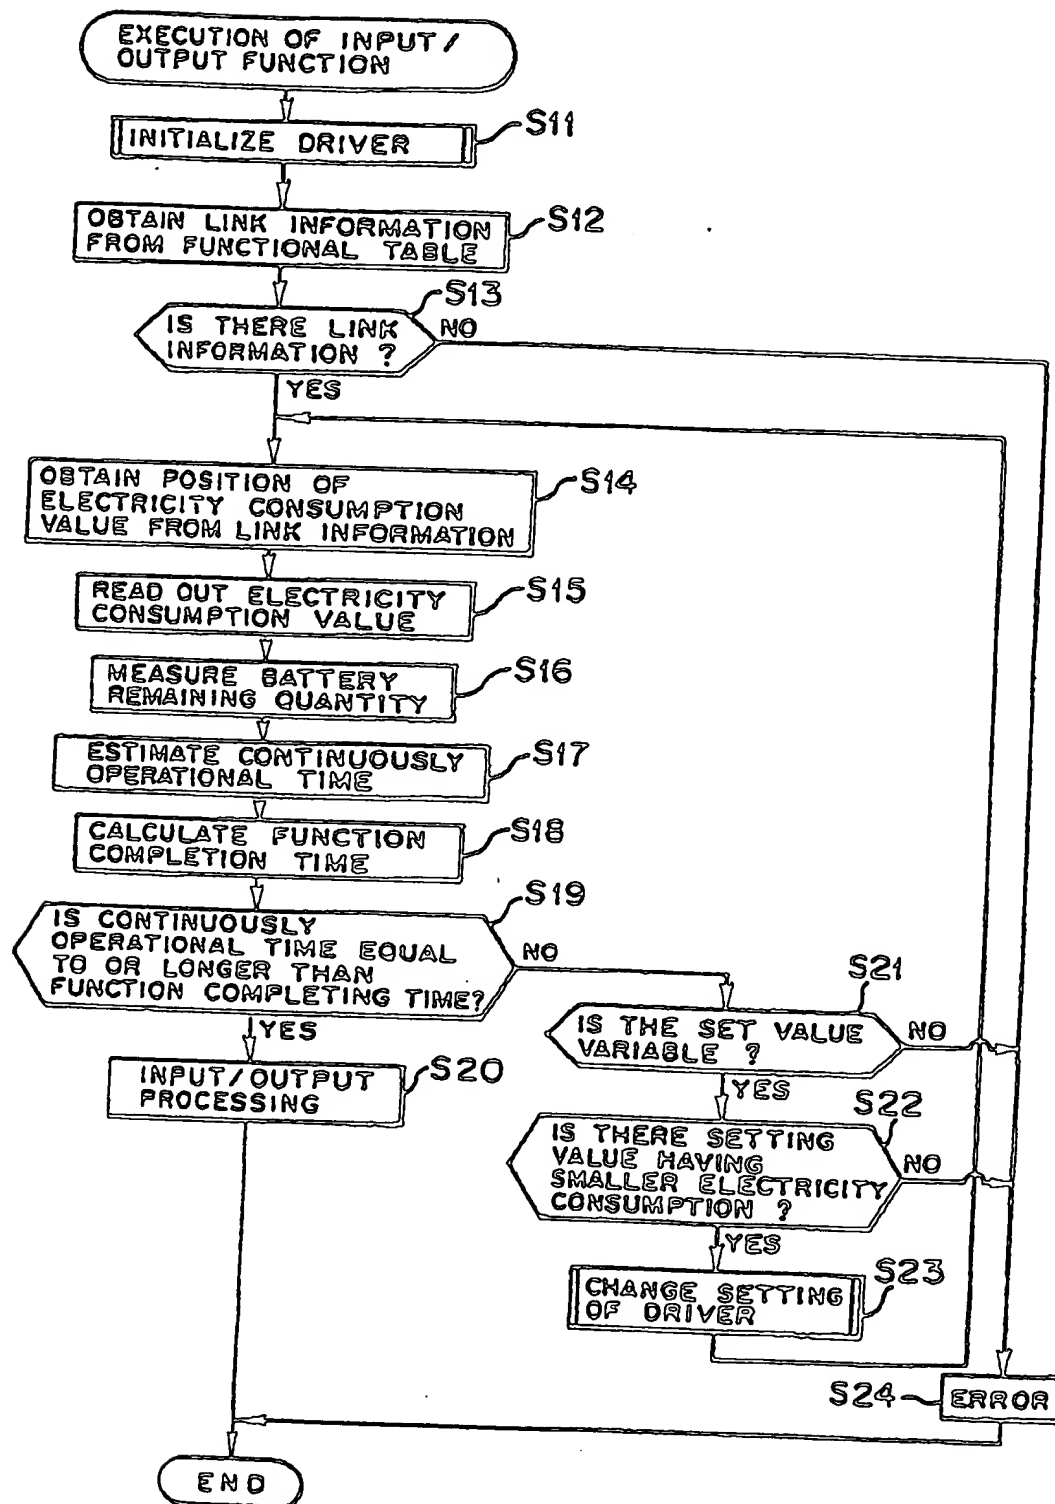 EXECUTION OF INPUT/
OUTPUT FUNCTION
INITIALIZE DRIVER
S11
OBTAIN LINK INFORMATION
FROM FUNCTIONAL TABLE
S12
S13
IS THERE LINK
INFORMATION ?
NO
YES
OBTAIN POSITION OF
ELECTRICITY CONSUMPTION
VALUE FROM LINK INFORMATION
S14
READ OUT ELECTRICITY
CONSUMPTION VALUE
S15
MEASURE BATTERY
REMAINING QUANTITY
S16
ESTIMATE CONTINUOUSLY
OPERATIONAL TIME
S17
CALCULATE FUNCTION
COMPLETION TIME
S18
S19
IS CONTINUOUSLY
OPERATIONAL TIME EQUAL
TO OR LONGER THAN
FUNCTION COMPLETING TIME?
NO
YES
INPUT/OUTPUT
PROCESSING
S20
S21
IS THE SET VALUE
VARIABLE ?
NO
YES
S22
IS THERE SETTING
VALUE HAVING
SMALLER ELECTRICITY
CONSUMPTION ?
NO
YES
CHANGE SETTING
OF DRIVER
S23
S24
ERROR
END